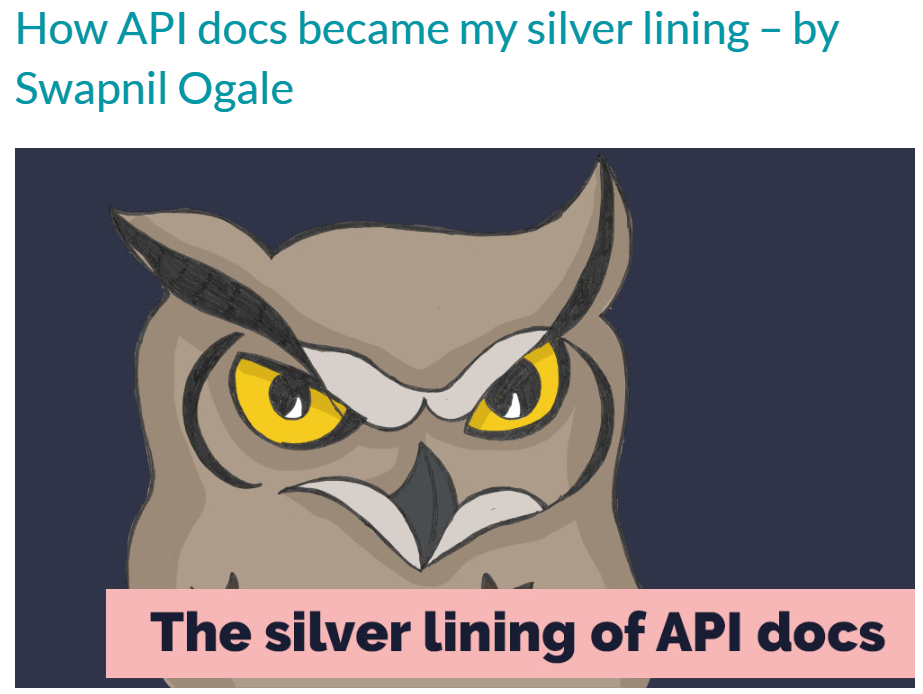 How API docs became my silver lining – by
Swapnil Ogale
The silver lining of API docs